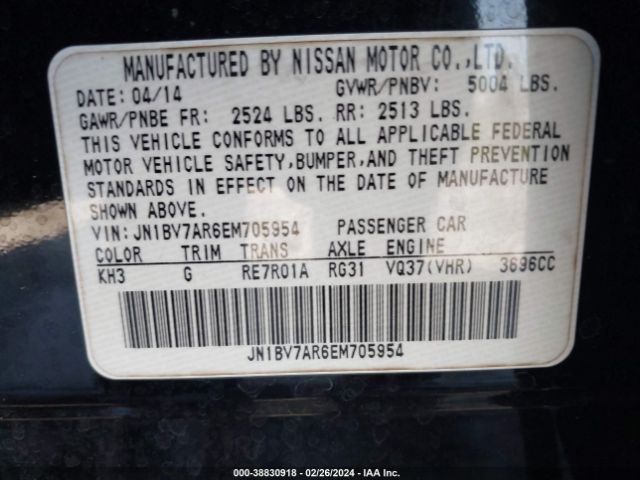 MANUFACTURED BY NISSAN MOTOR CO.,LTD.
DATE: 04/14 GVWR/PNBV: 5004 LBS.
GAWR/PNBE FR: 2524 LBS. RR: 2513 LBS.
THIS VEHICLE CONFORMS TO ALL APPLICABLE FEDERAL
MOTOR VEHICLE SAFETY,BUMPER,AND THEFT PREVENTION
STANDARDS IN EFFECT ON THE DATE OF MANUFACTURE
SHOWN ABOVE.
VIN:JN1BV7AR6EM705954 PASSENGER CAR
COLOR TRIM TRANS AXLE ENGINE
KH3 G RE7R01A RG31 VQ37(VHR) 3696CC
JN1BV7AR6EM705954
000-38830918 - 02/26/2024 - IAA Inc.